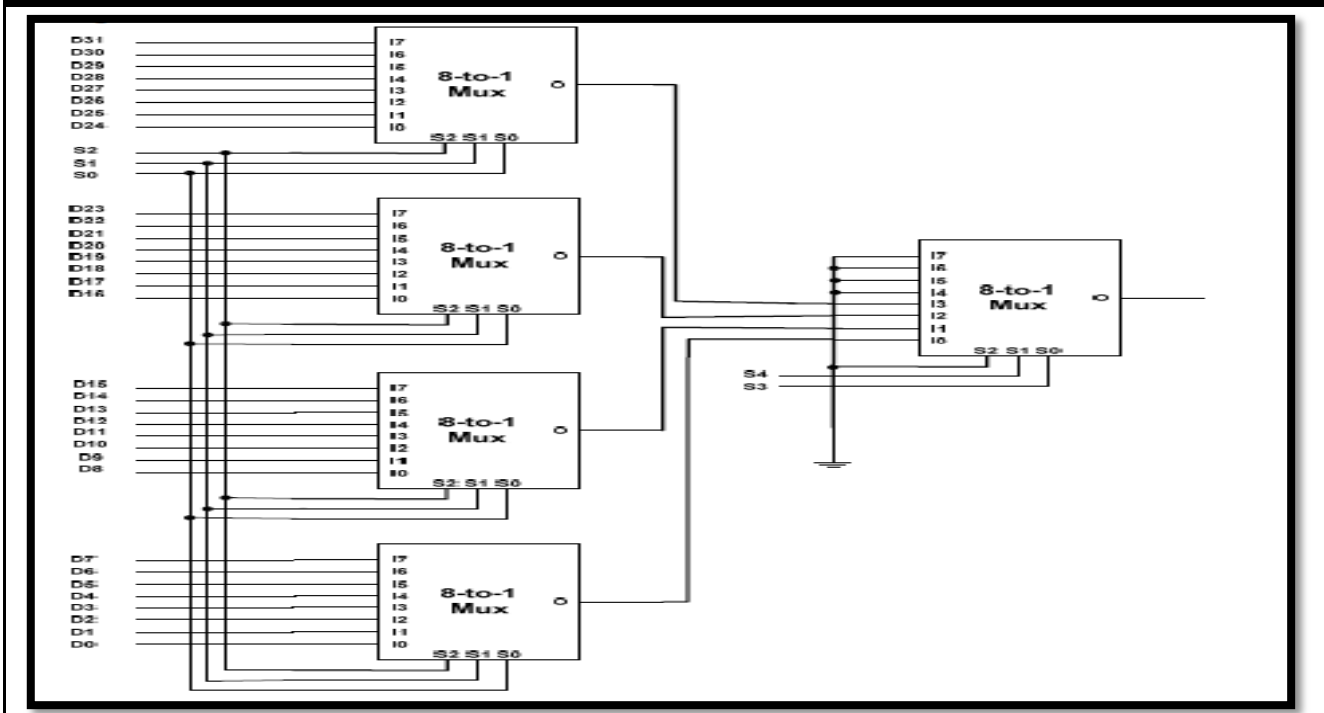 D31
D30
D29
D28
D27
D26
D25
D24
I7
I6
I5
I4
I3
I2
I1
I0
8-to-1
Mux
O
S2 S1 S0
S2
S1
S0
D23
D22
D21
D20
D19
D18
D17
D16
I7
I6
I5
I4
I3
I2
I1
I0
8-to-1
Mux
O
S2 S1 S0
D15
D14
D13
D12
D11
D10
D9
D8
I7
I6
I5
I4
I3
I2
I1
I0
8-to-1
Mux
O
S2 S1 S0
D7
D6
D5
D4
D3
D2
D1
D0
I7
I6
I5
I4
I3
I2
I1
I0
8-to-1
Mux
O
S2 S1 S0
I7
I6
I5
I4
I3
I2
I1
I0
8-to-1
Mux
O
S2 S1 S0
S4
S3